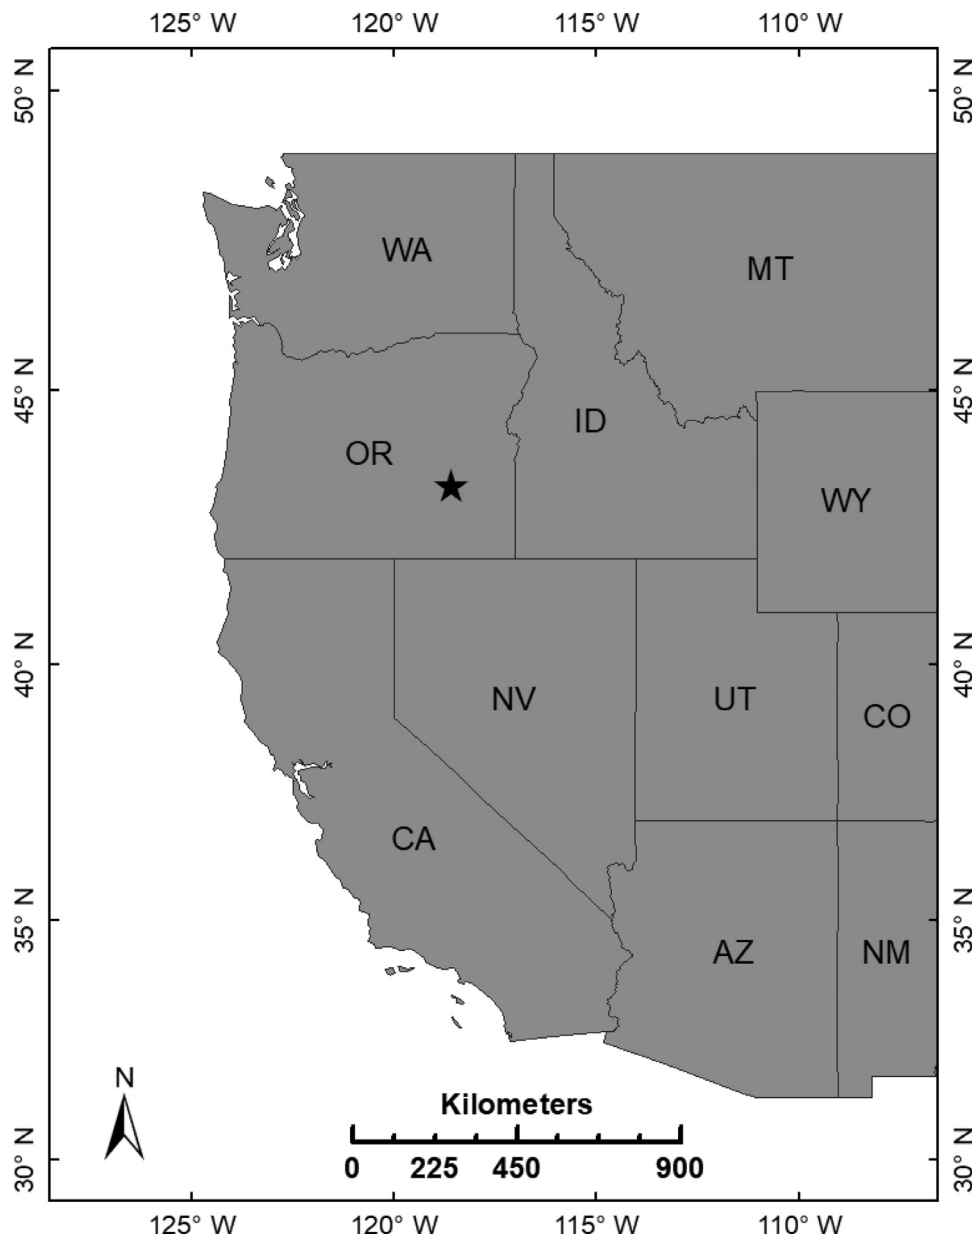 125° W 120° W 115° W 110° W
50° N 50° N
WA
MT
45° N 45° N
ID
OR
WY
40° N 40° N
NV UT
CO
CA
35° N 35° N
AZ NM
N
Kilometers
0 225 450 900
30° N 30° N
125° W 120° W 115° W 110° W